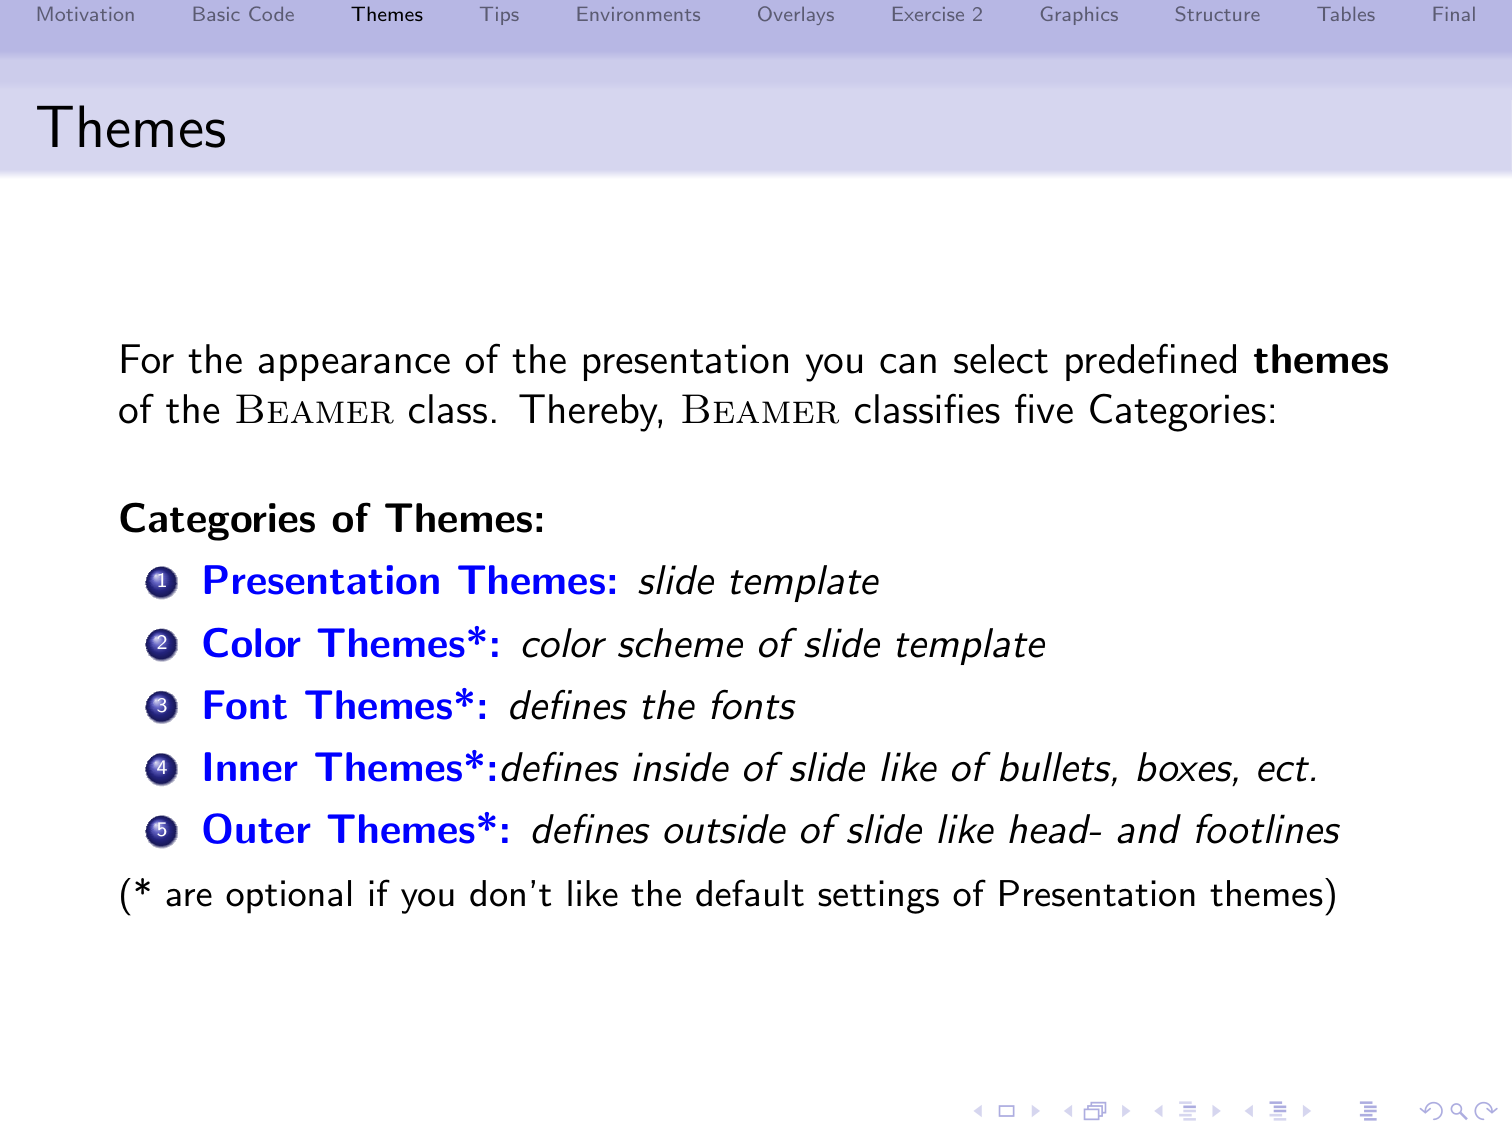 Motivation Basic Code Themes Tips Environments Overlays Exercise 2 Graphics Structure Tables Final
Themes
For the appearance of the presentation you can select predefined themes
of the BEAMER class. Thereby, BEAMER classifies five Categories:
Categories of Themes:
1 Presentation Themes: slide template
2 Color Themes*: color scheme of slide template
3 Font Themes*: defines the fonts
4 Inner Themes*:defines inside of slide like of bullets, boxes, ect.
5 Outer Themes*: defines outside of slide like head- and footlines
(* are optional if you don't like the default settings of Presentation themes)